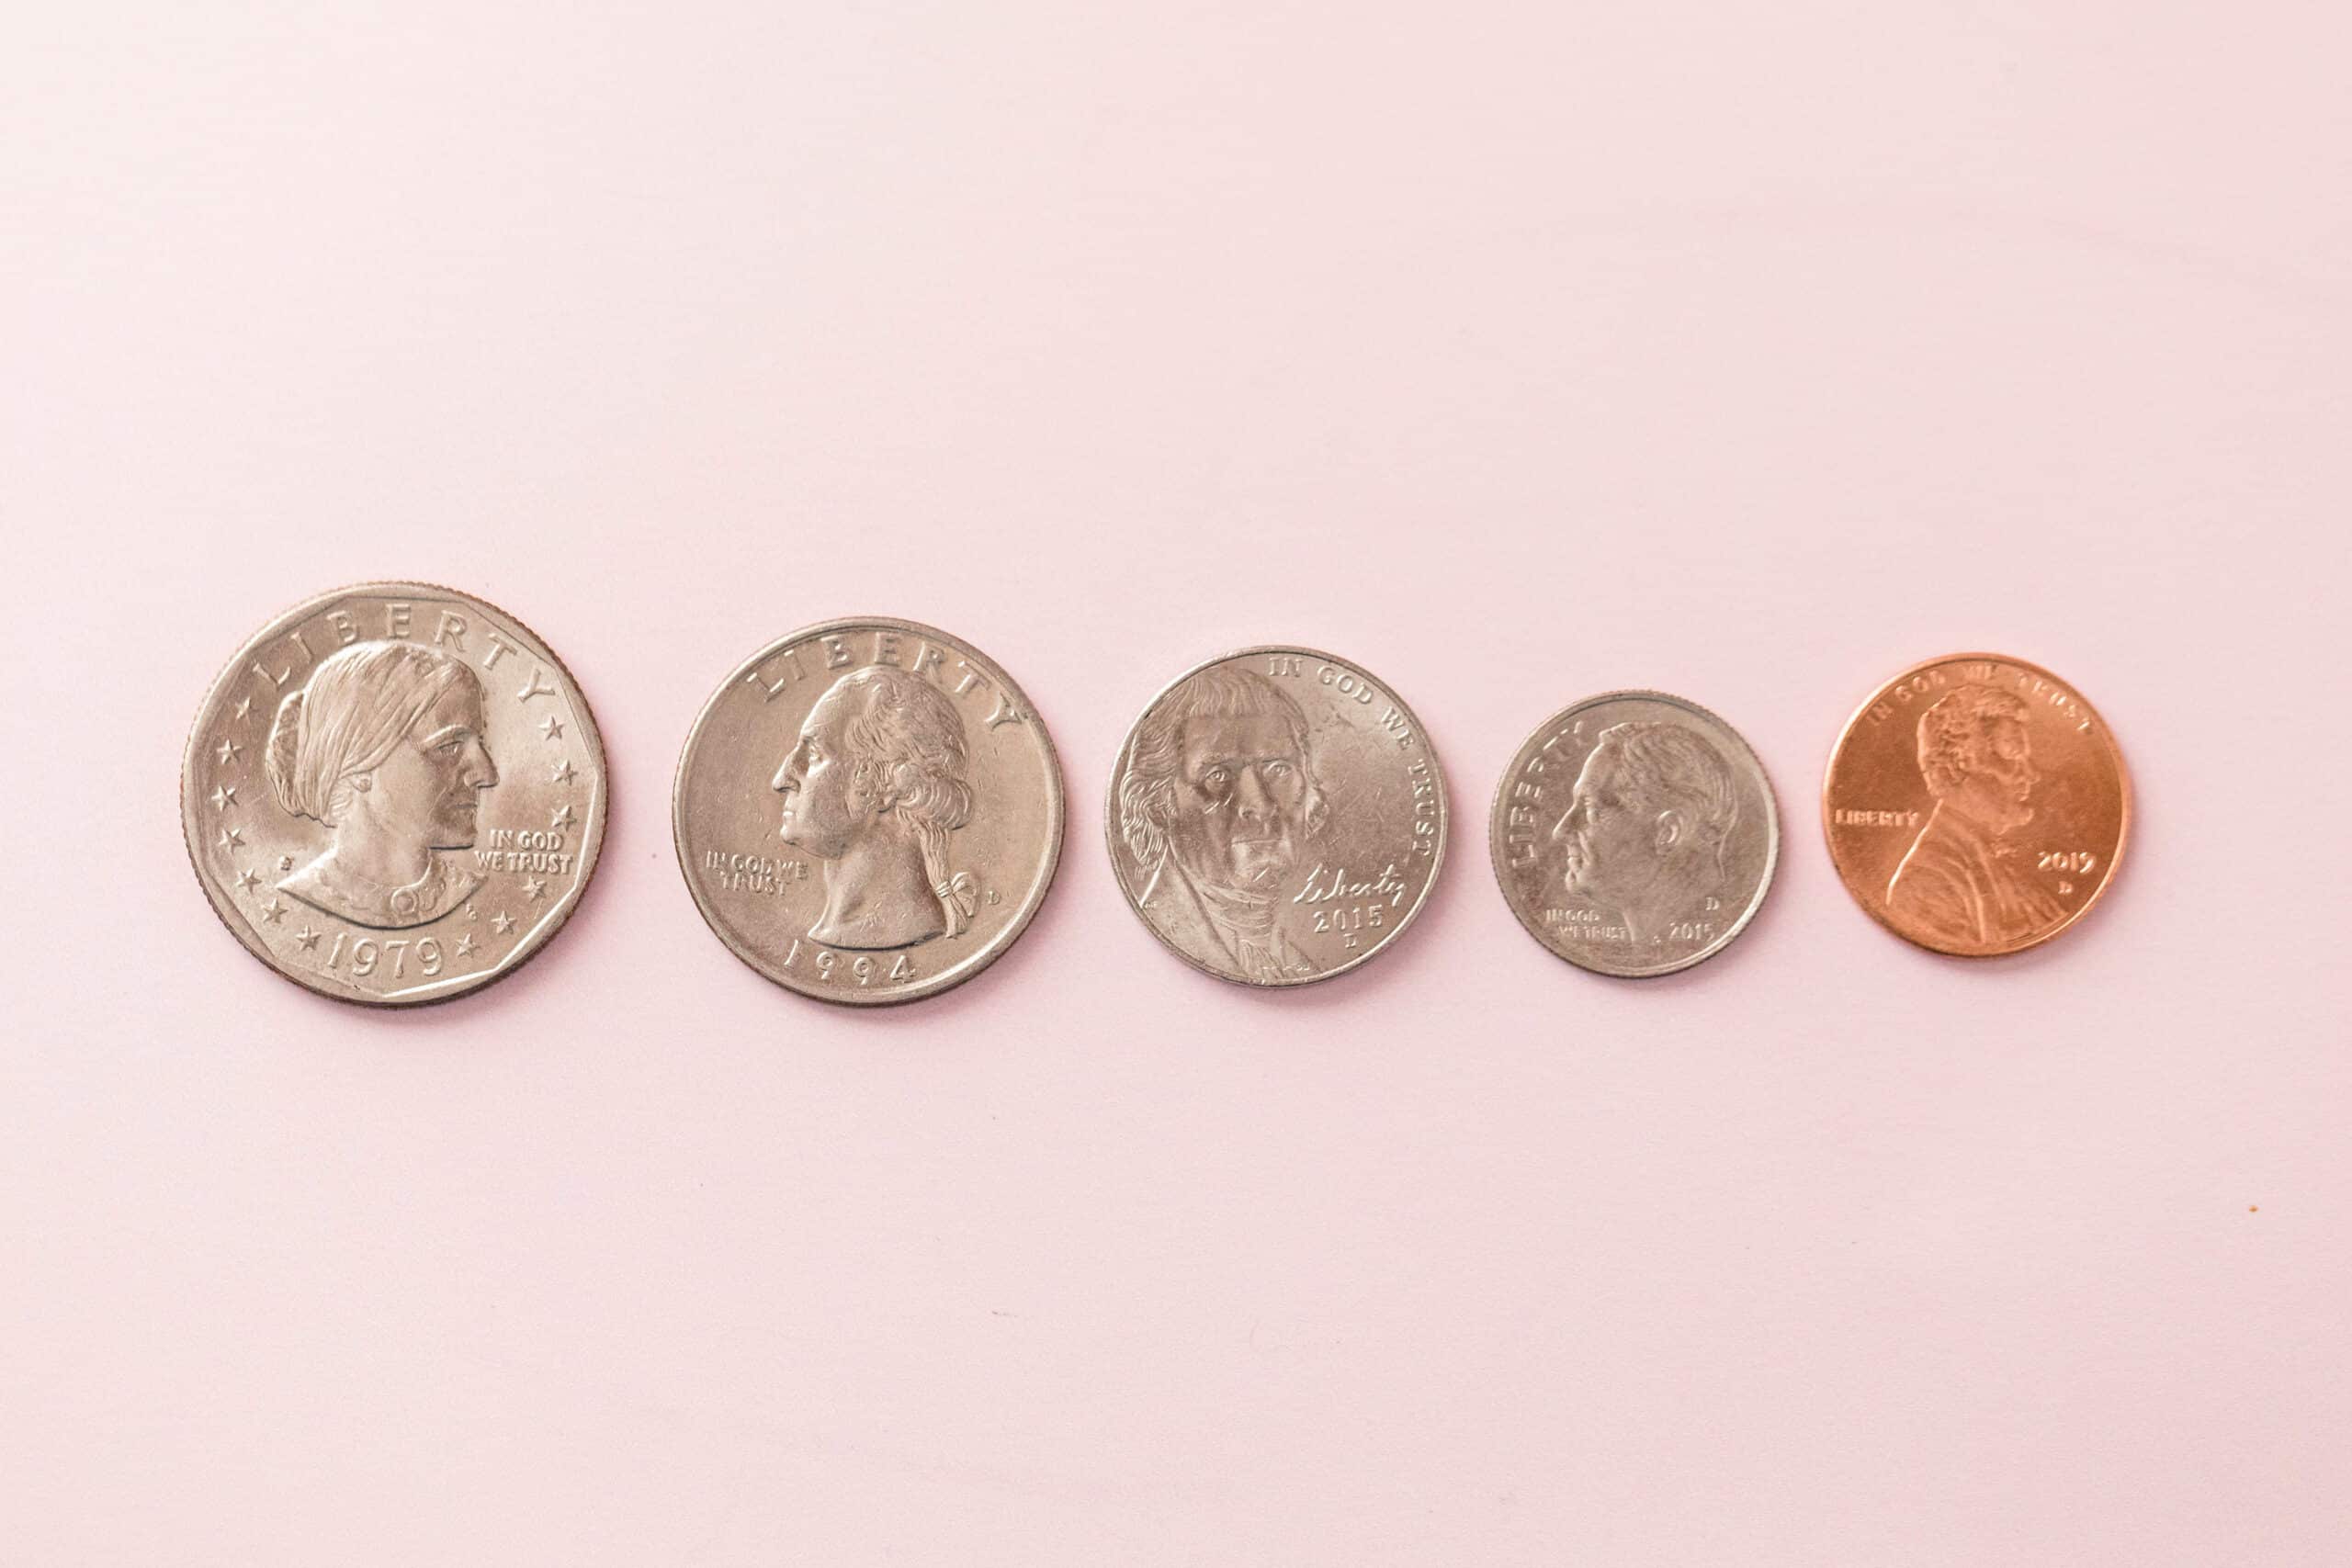 LIBERTY
IN GOD
WE TRUST
1979
LIBERTY
IN GOD WE
TRUST
D
1994
IN GOD WE TRUST
Liberty
2015
D
LIBERTY
IN GOD
WE TRUST
D
2015
IN GOD WE TRUST
LIBERTY
2019
D